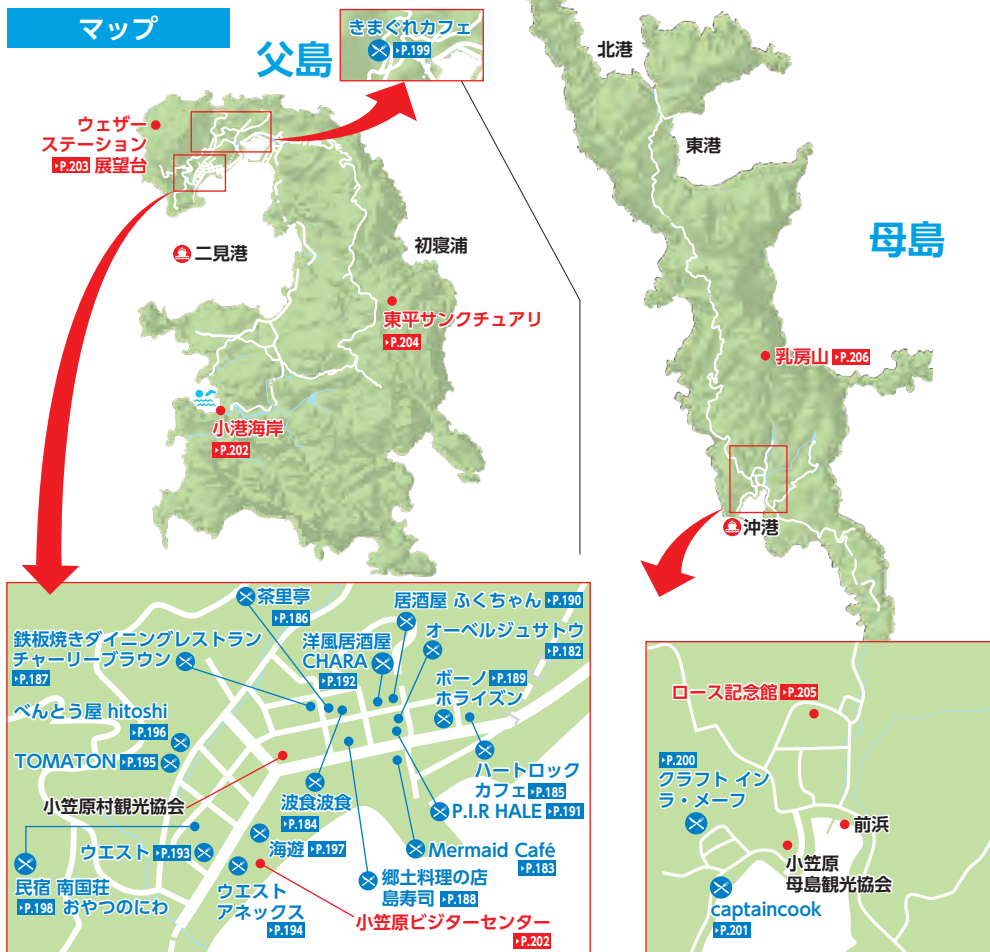 マップ
父島
きまぐれカフェ
▸P.199
ウェザー
ステーション
▸P.203 展望台
二見港
初寝浦
東平サンクチュアリ
▸P.204
小港海岸
▸P.202
北港
東港
母島
乳房山 ▸P.206
沖港
茶里亭
▸P.186
居酒屋 ふくちゃん ▸P.190
鉄板焼きダイニングレストラン
チャーリーブラウン
▸P.187
洋風居酒屋
CHARA
▸P.192
オーベルジュサトウ
▸P.182
ボーノ ▸P.189
ホライズン
べんとう屋 hitoshi
▸P.196
TOMATON ▸P.195
小笠原村観光協会
ハートロック
カフェ ▸P.185
波食波食
▸P.184
P.I.R HALE ▸P.191
ウエスト ▸P.193
海遊 ▸P.197
Mermaid Café
▸P.183
民宿 南国荘
▸P.198 おやつのにわ
ウエスト
アネックス
▸P.194
郷土料理の店
島寿司 ▸P.188
小笠原ビジターセンター
▸P.202
ロース記念館 ▸P.205
▸P.200
クラフト イン
ラ・メーフ
前浜
小笠原
母島観光協会
captaincook
▸P.201